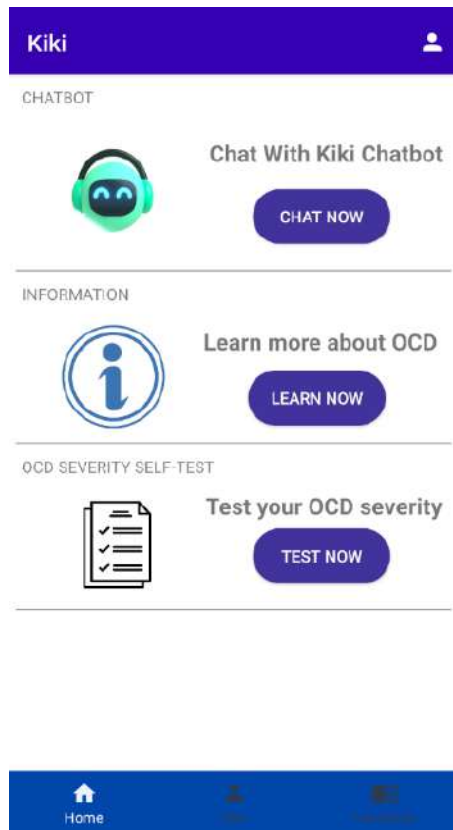 Kiki
CHATBOT
Chat With Kiki Chatbot
CHAT NOW
INFORMATION
Learn more about OCD
LEARN NOW
OCD SEVERITY SELF-TEST
Test your OCD severity
TEST NOW
Home